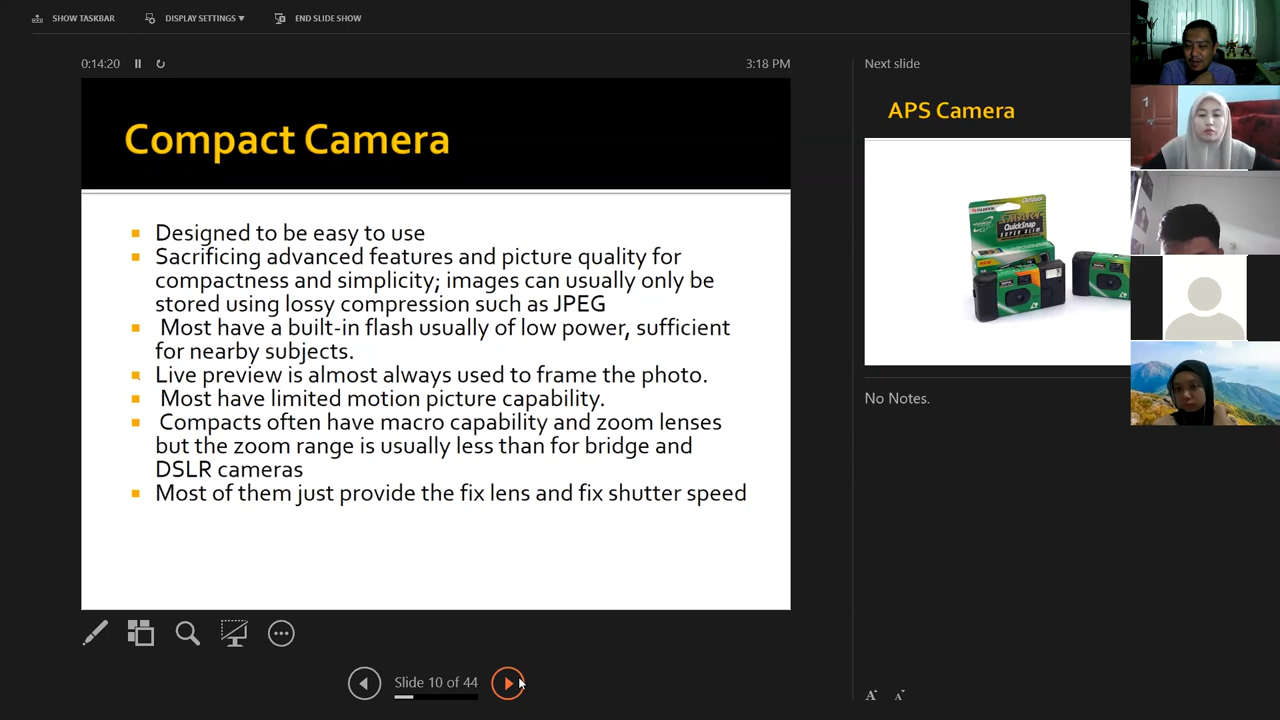 SHOW TASKBAR
DISPLAY SETTINGS ▼
END SLIDE SHOW
0:14:20
3:18 PM
Compact Camera
Designed to be easy to use
Sacrificing advanced features and picture quality for
compactness and simplicity; images can usually only be
stored using lossy compression such as JPEG
Most have a built-in flash usually of low power, sufficient
for nearby subjects.
Live preview is almost always used to frame the photo.
Most have limited motion picture capability.
Compacts often have macro capability and zoom lenses
but the zoom range is usually less than for bridge and
DSLR cameras
Most of them just provide the fix lens and fix shutter speed
Slide 10 of 44
Next slide
APS Camera
FUJIFILM
Outdoor
QuickSnap
SUPER SLIM
NEW
No Notes.
A
A
1